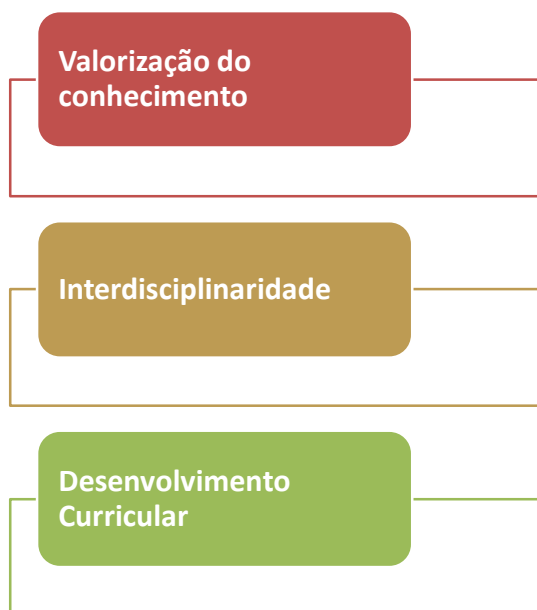 Valorização do
conhecimento
Interdisciplinaridade
Desenvolvimento
Curricular